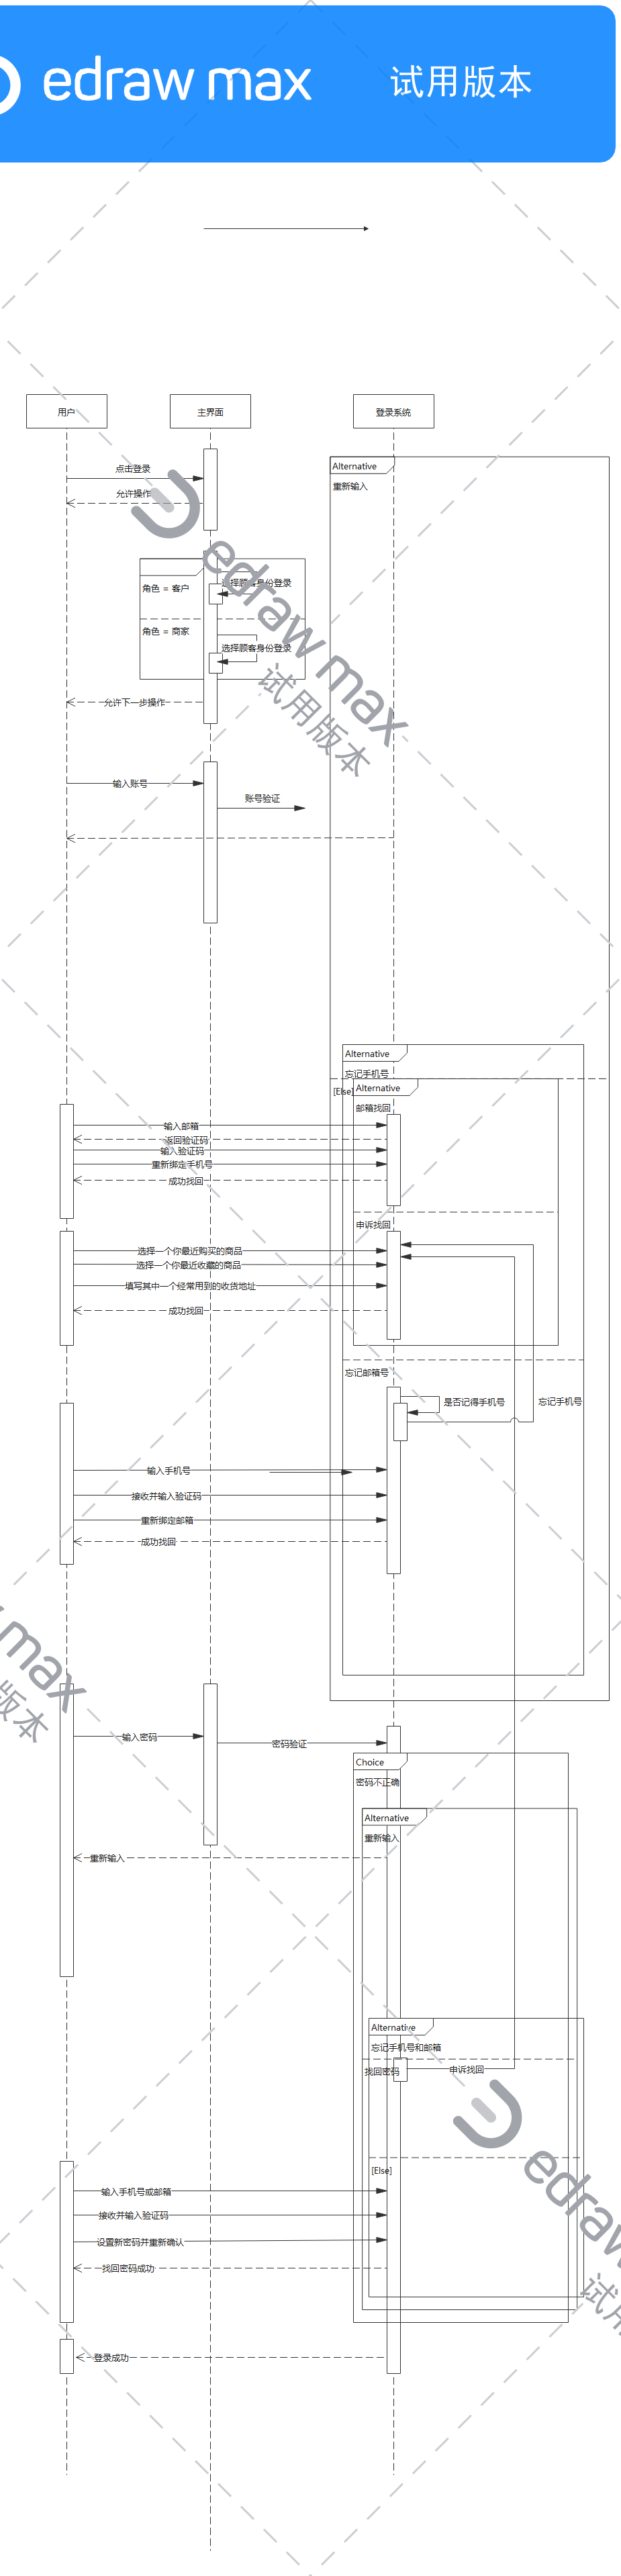 edraw max 试用版本
用户 主界面 登录系统
Alternative
点击登录
重新输入
允许操作
选择顾客身份登录
角色 = 客户
角色 = 商家
选择顾客身份登录
edraw max
试用版本
允许下一步操作
输入账号
账号验证
Alternative
忘记手机号
[Else]
Alternative
邮箱找回
输入邮箱
返回验证码
输入验证码
重新绑定手机号
成功找回
申诉找回
选择一个你最近购买的商品
选择一个你最近收藏的商品
填写其中一个经常用到的收货地址
成功找回
忘记邮箱号
是否记得手机号
忘记手机号
输入手机号
接收并输入验证码
重新绑定邮箱
成功找回
max
版本
输入密码
密码验证
Choice
密码不正确
Alternative
重新输入
重新输入
Alternative
忘记手机号和邮箱
找回密码
申诉找回
[Else]
输入手机号或邮箱
接收并输入验证码
设置新密码并重新确认
找回密码成功
edraw
试用
登录成功